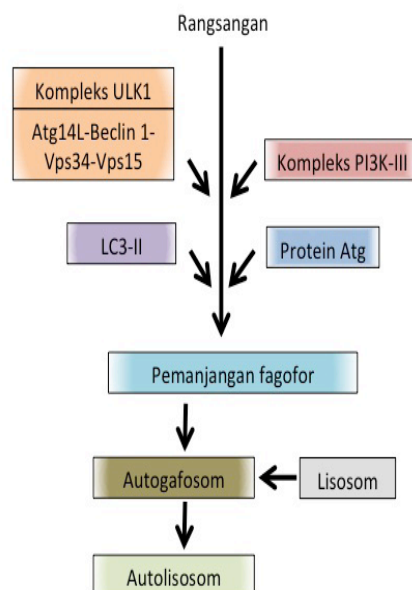 Rangsangan
Kompleks ULK1
Atg14L-Beclin 1-
Vps34-Vps15
Kompleks PI3K-III
LC3-II
Protein Atg
Pemanjangan fagofor
Autogafosom
Lisosom
Autolisosom